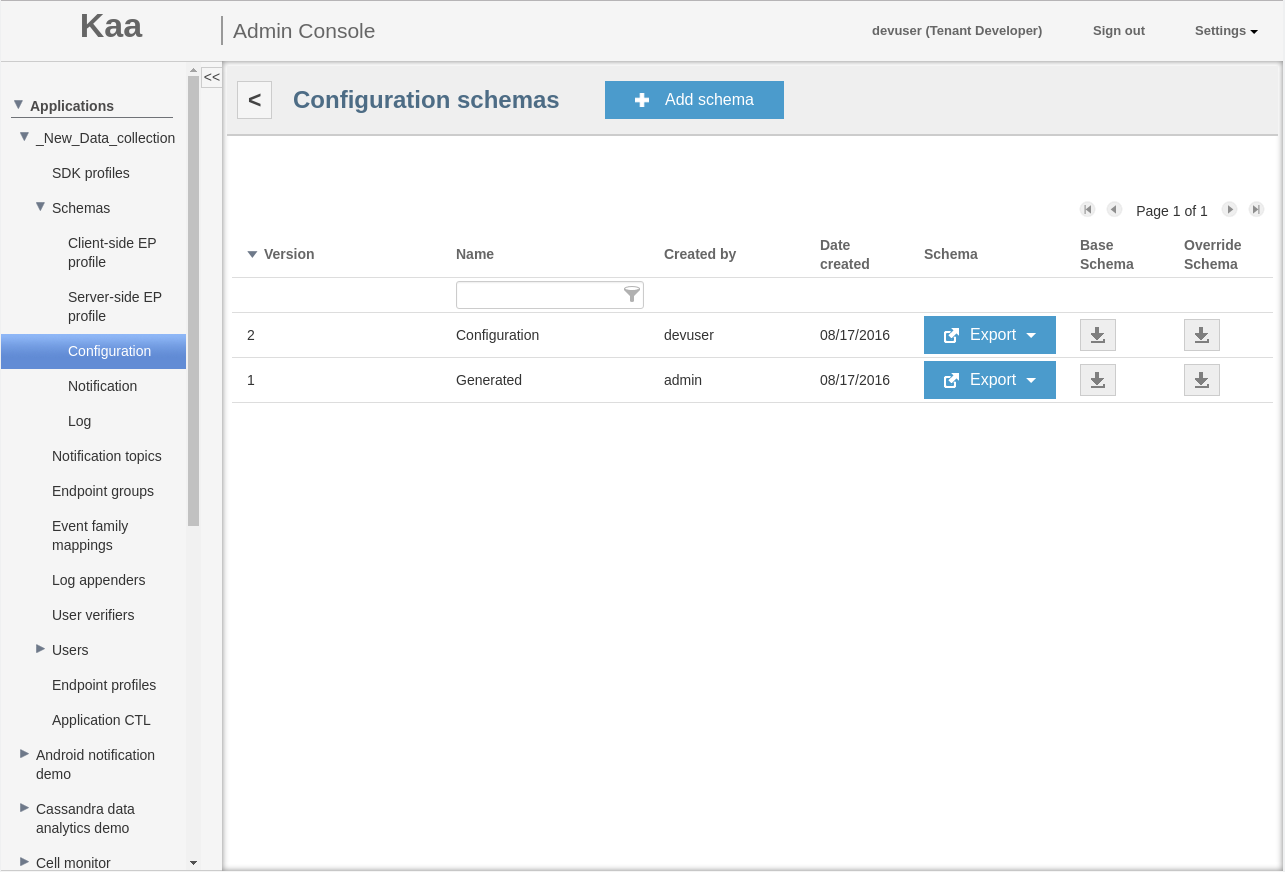 Kaa
Admin Console
devuser (Tenant Developer)
Sign out
Settings
<<
Applications
_New_Data_collection
SDK profiles
Schemas
Client-side EP
profile
Server-side EP
profile
Configuration
Notification
Log
Notification topics
Endpoint groups
Event family
mappings
Log appenders
User verifiers
Users
Endpoint profiles
Application CTL
Android notification
demo
Cassandra data
analytics demo
Cell monitor
<
Configuration schemas
Add schema
Page 1 of 1
Version
Name
Created by
Date
created
Schema
Base
Schema
Override
Schema
2 Configuration devuser 08/17/2016 Export
1 Generated admin 08/17/2016 Export